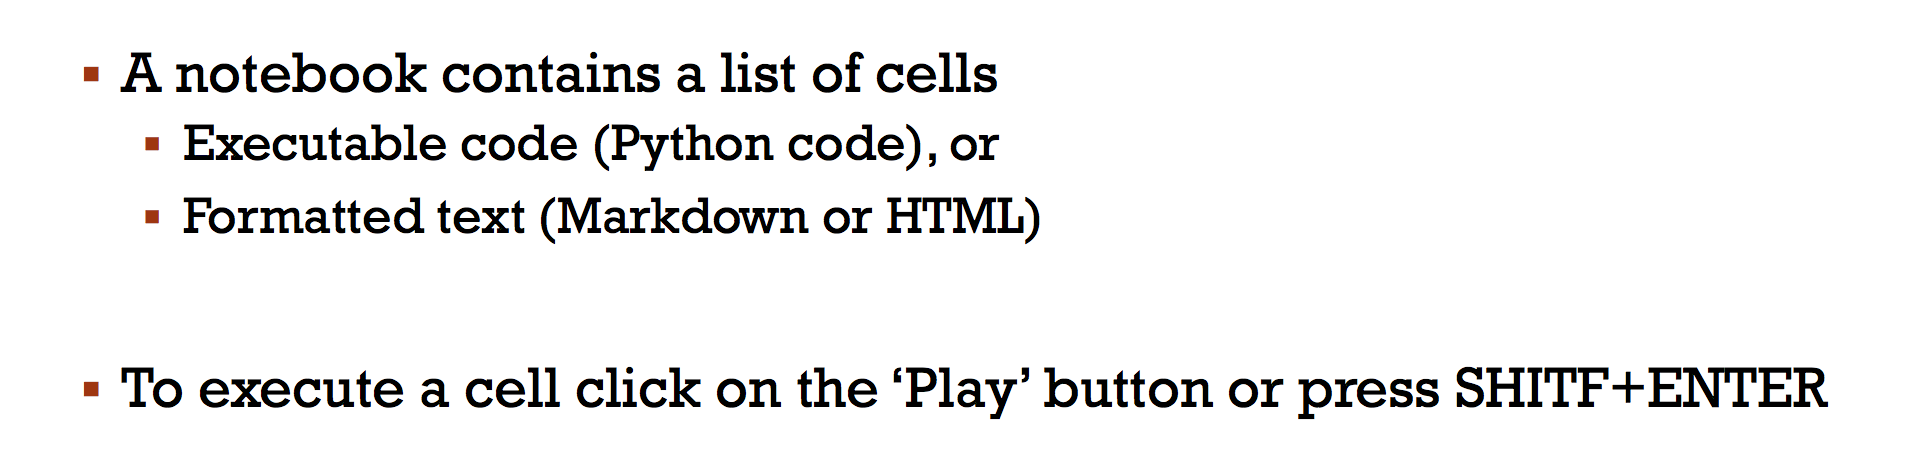 ▪ A notebook contains a list of cells
▪ Executable code (Python code), or
▪ Formatted text (Markdown or HTML)
▪ To execute a cell click on the ‘Play’ button or press SHITF+ENTER